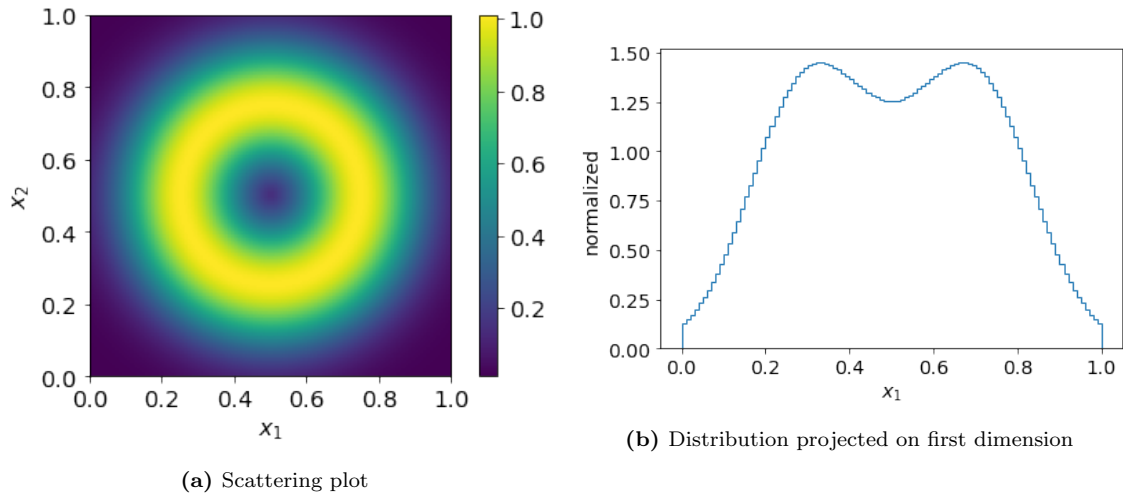 1.0
0.8
0.6
0.4
0.2
0.0
x₂
0.0 0.2 0.4 0.6 0.8 1.0
x₁
1.0
0.8
0.6
0.4
0.2
(a) Scattering plot
1.50
1.25
1.00
0.75
0.50
0.25
0.00
normalized
0.0 0.2 0.4 0.6 0.8 1.0
x₁
(b) Distribution projected on first dimension